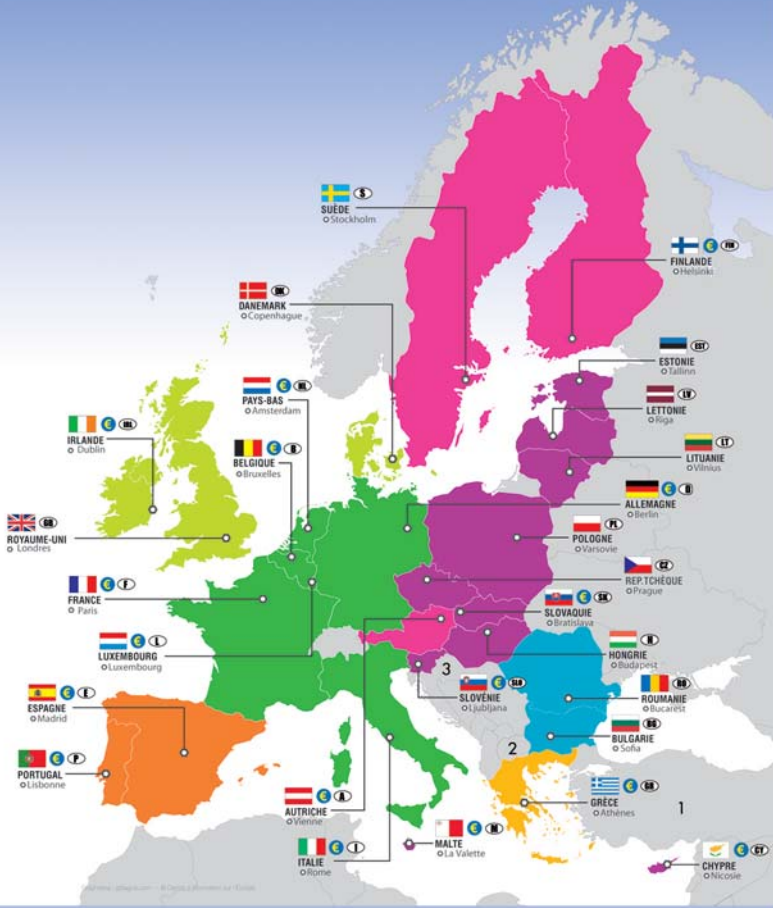 S
SUÈDE
Stockholm
FIN
FINLANDE
Helsinki
DK
DANEMARK
Copenhague
EST
ESTONIE
Tallinn
NL
PAYS-BAS
Amsterdam
LV
LETTONIE
Riga
IRL
IRLANDE
Dublin
B
BELGIQUE
Bruxelles
LT
LITUANIE
Vilnius
D
ALLEMAGNE
Berlin
GB
ROYAUME-UNI
Londres
PL
POLOGNE
Varsovie
F
FRANCE
Paris
CZ
REP.TCHÈQUE
Prague
SK
SLOVAQUIE
Bratislava
L
LUXEMBOURG
Luxembourg
H
HONGRIE
Budapest
3
SLO
SLOVÉNIE
Ljubljana
E
ESPAGNE
Madrid
RO
ROUMANIE
Bucarest
BG
BULGARIE
Sofia
2
P
PORTUGAL
Lisbonne
GR
GRÈCE
Athènes
1
A
AUTRICHE
Vienne
M
MALTE
La Valette
I
ITALIE
Rome
CY
CHYPRE
Nicosie